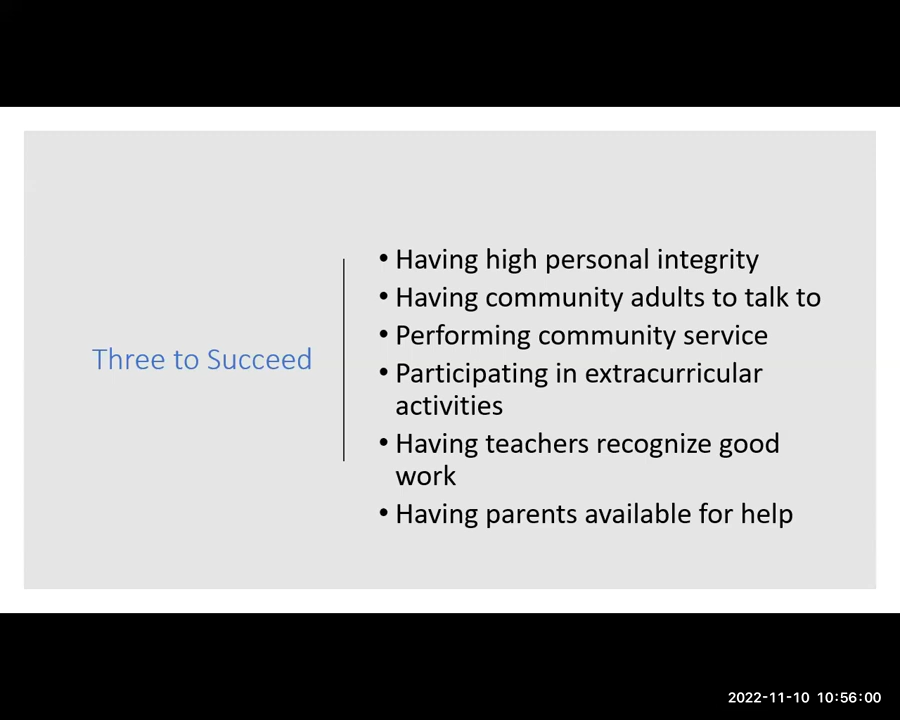 Three to Succeed
• Having high personal integrity
• Having community adults to talk to
• Performing community service
• Participating in extracurricular
activities
• Having teachers recognize good
work
• Having parents available for help
2022-11-10 10:56:00